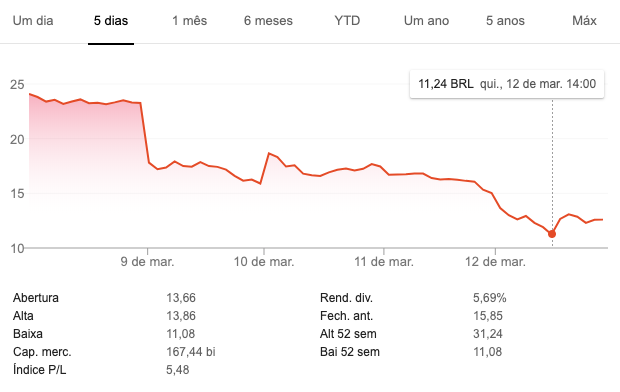 Um dia 5 dias 1 mês 6 meses YTD Um ano 5 anos Máx
11,24 BRL qui., 12 de mar. 14:00
25
20
15
10
9 de mar. 10 de mar. 11 de mar. 12 de mar.
Abertura 13,66 Rend. div. 5,69%
Alta 13,86 Fech. ant. 15,85
Baixa 11,08 Alt 52 sem 31,24
Cap. merc. 167,44 bi Bai 52 sem 11,08
Índice P/L 5,48